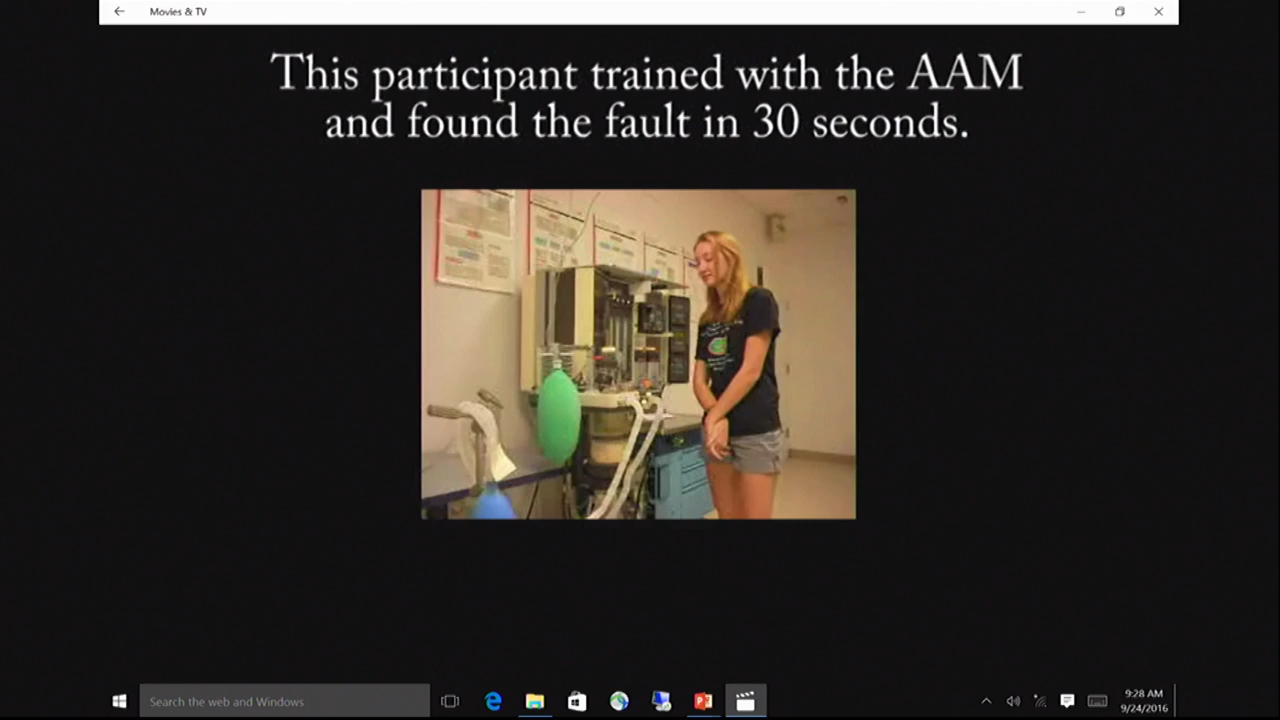 Movies & TV
This participant trained with the AAM
and found the fault in 30 seconds.
Search the web and Windows
9:28 AM
9/24/2016